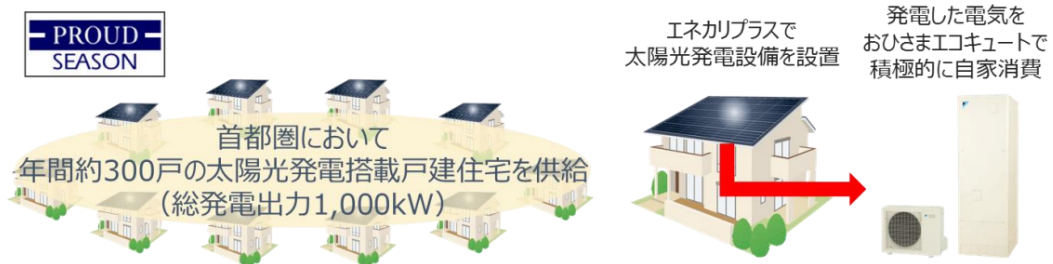 PROUD
SEASON
首都圏において
年間約300戸の太陽光発電搭載戸建住宅を供給
（総発電出力1,000kW）
エネカリプラスで
太陽光発電設備を設置
発電した電気を
おひさまエコキュートで
積極的に自家消費